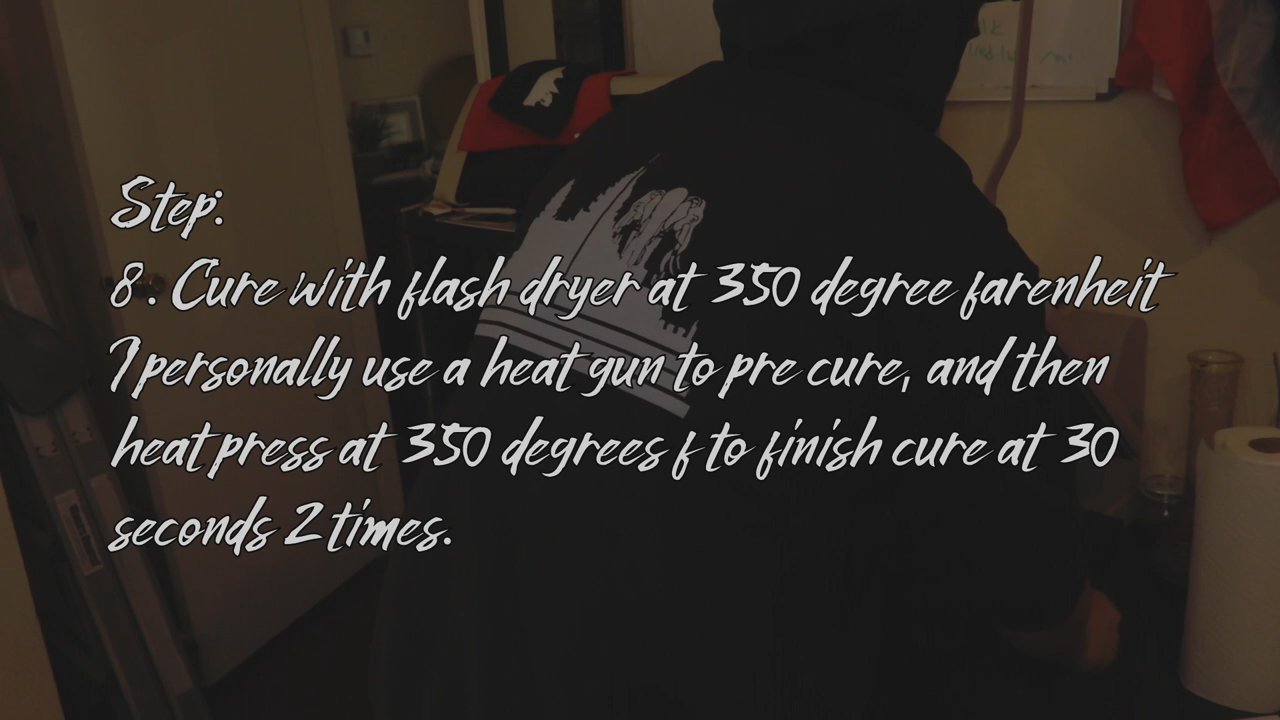 Step:
8 . Cure with flash dryer at 350 degree farenheit
I personally use a heat gun to pre cure, and then
heat press at 350 degrees f to finish cure at 30
seconds 2 times.